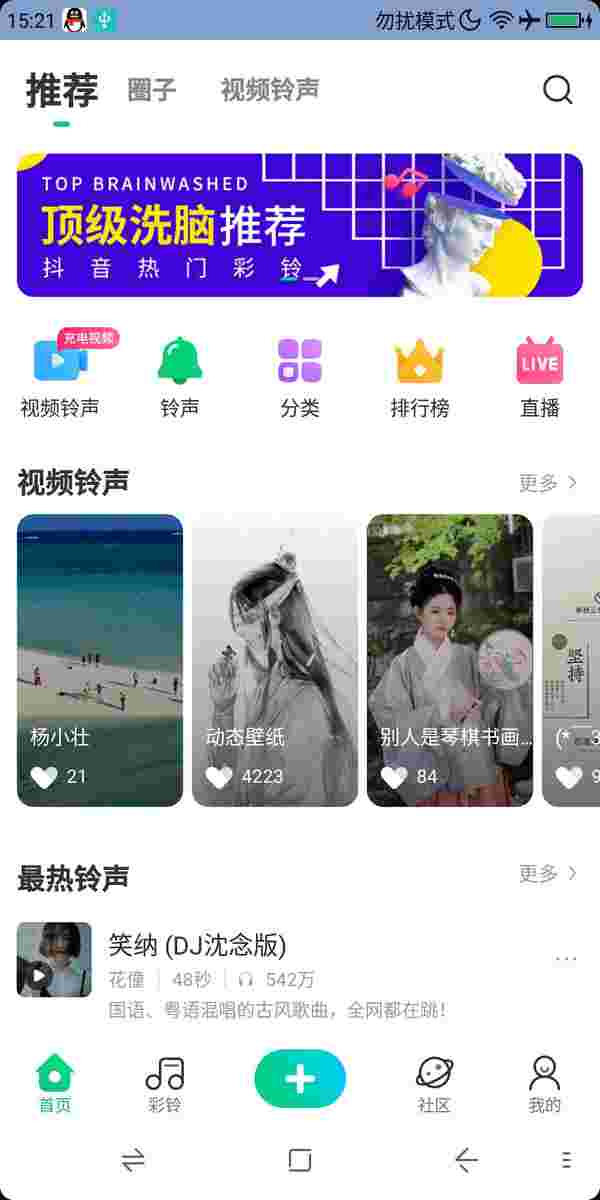 15:21 勿扰模式
推荐 圈子 视频铃声
TOP BRAINWASHED
顶级洗脑推荐
抖音热门彩铃
充电视频
LIVE
视频铃声 铃声 分类 排行榜 直播
视频铃声 更多
坚持
杨小壮 动态壁纸 别人是琴棋书画... (*￣3
21 4223 84 9
最热铃声 更多
笑纳 (DJ沈念版)
花僮 48秒 542万
国语、粤语混唱的古风歌曲，全网都在跳！
首页 彩铃 社区 我的